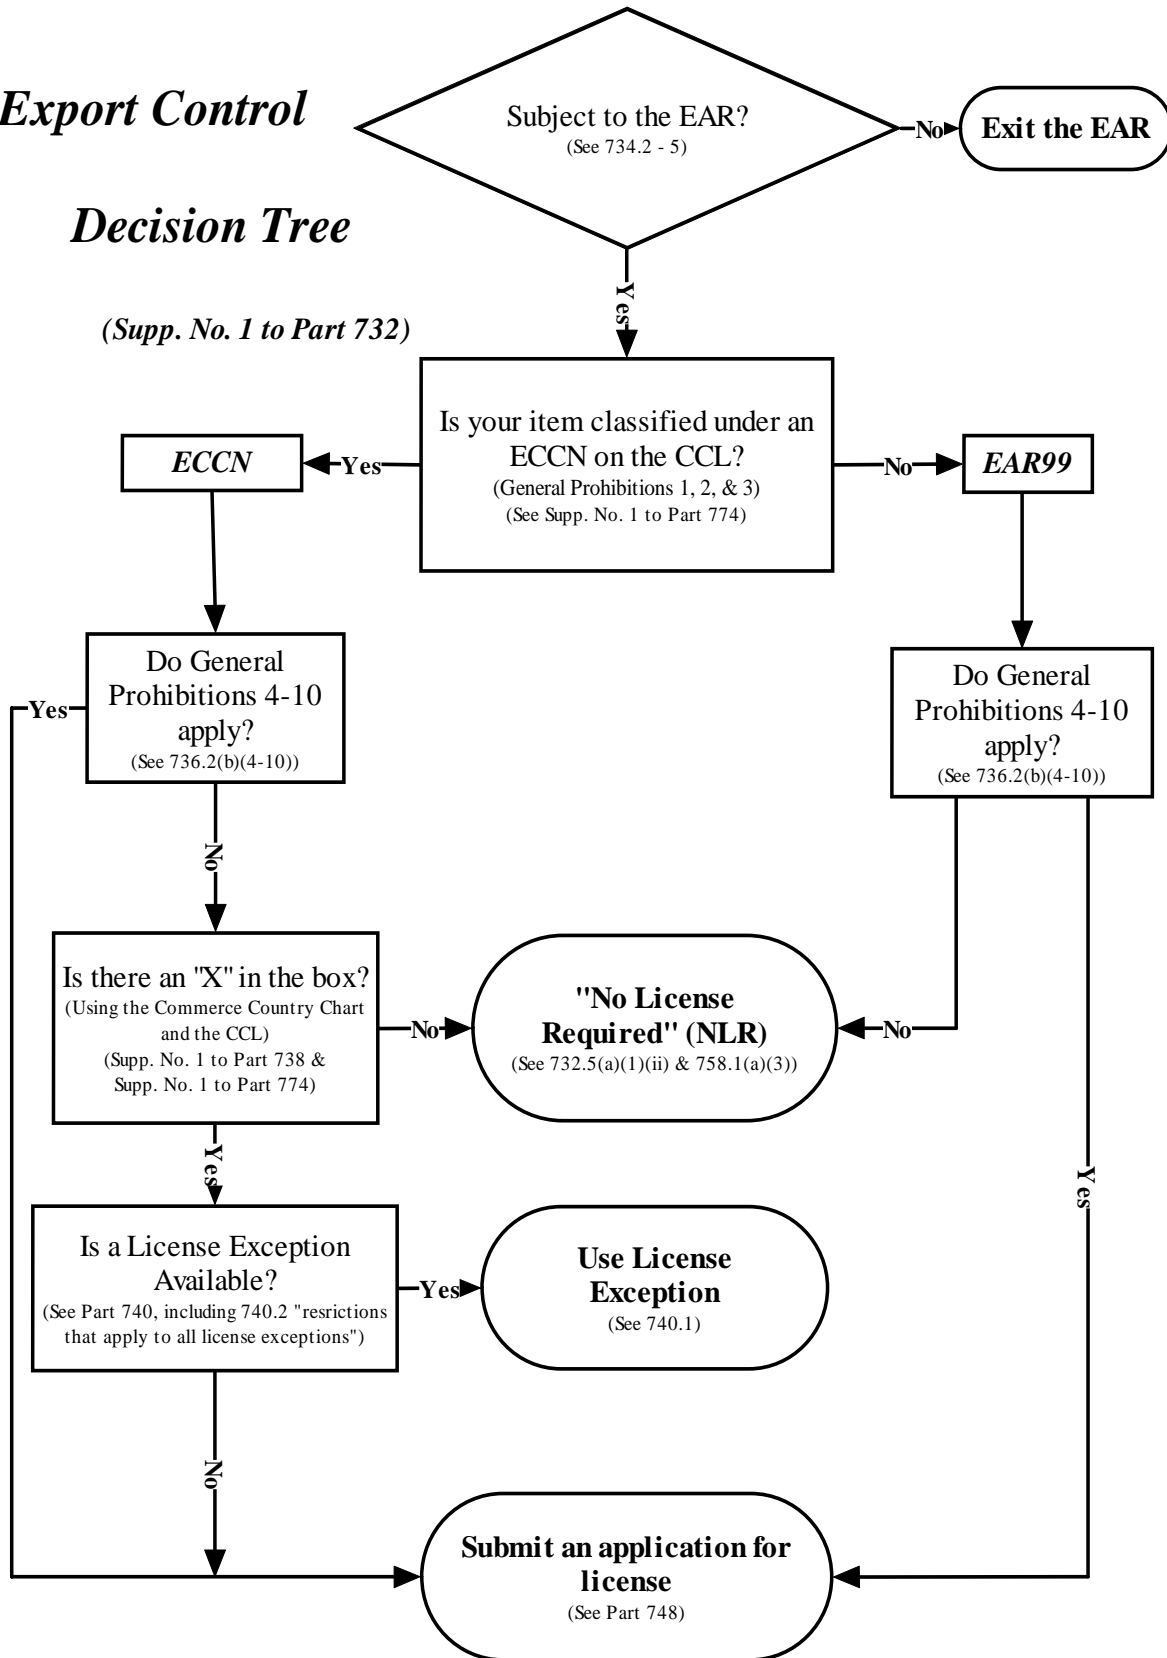 Export Control
Decision Tree
(Supp. No. 1 to Part 732)
Subject to the EAR?
(See 734.2 - 5)
No
Exit the EAR
Yes
Is your item classified under an
ECCN on the CCL?
(General Prohibitions 1, 2, & 3)
(See Supp. No. 1 to Part 774)
Yes
ECCN
No
EAR99
Do General
Prohibitions 4-10
apply?
(See 736.2(b)(4-10))
Yes
No
Do General
Prohibitions 4-10
apply?
(See 736.2(b)(4-10))
No
Yes
Is there an "X" in the box?
(Using the Commerce Country Chart
and the CCL)
(Supp. No. 1 to Part 738 &
Supp. No. 1 to Part 774)
No
"No License
Required" (NLR)
(See 732.5(a)(1)(ii) & 758.1(a)(3))
Yes
Is a License Exception
Available?
(See Part 740, including 740.2 "resrictions
that apply to all license exceptions")
Yes
Use License
Exception
(See 740.1)
No
Submit an application for
license
(See Part 748)